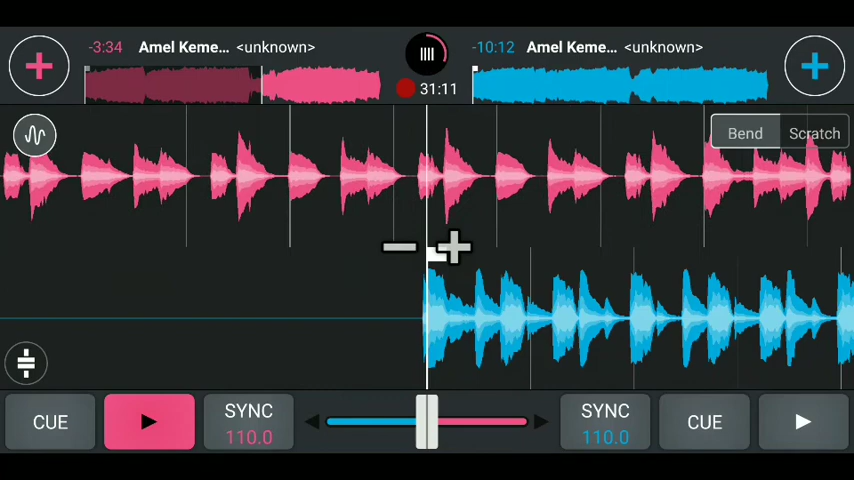 -3:34 Amel Keme... <unknown>
-10:12 Amel Keme... <unknown>
31:11
Bend Scratch
CUE
SYNC
110.0
SYNC
110.0
CUE